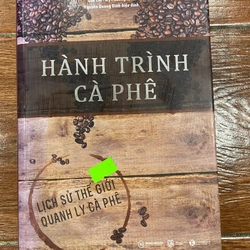 HÀNH TRÌNH
CÀ PHÊ
LỊCH SỬ THẾ GIỚI
QUANH LY CÀ PHÊ